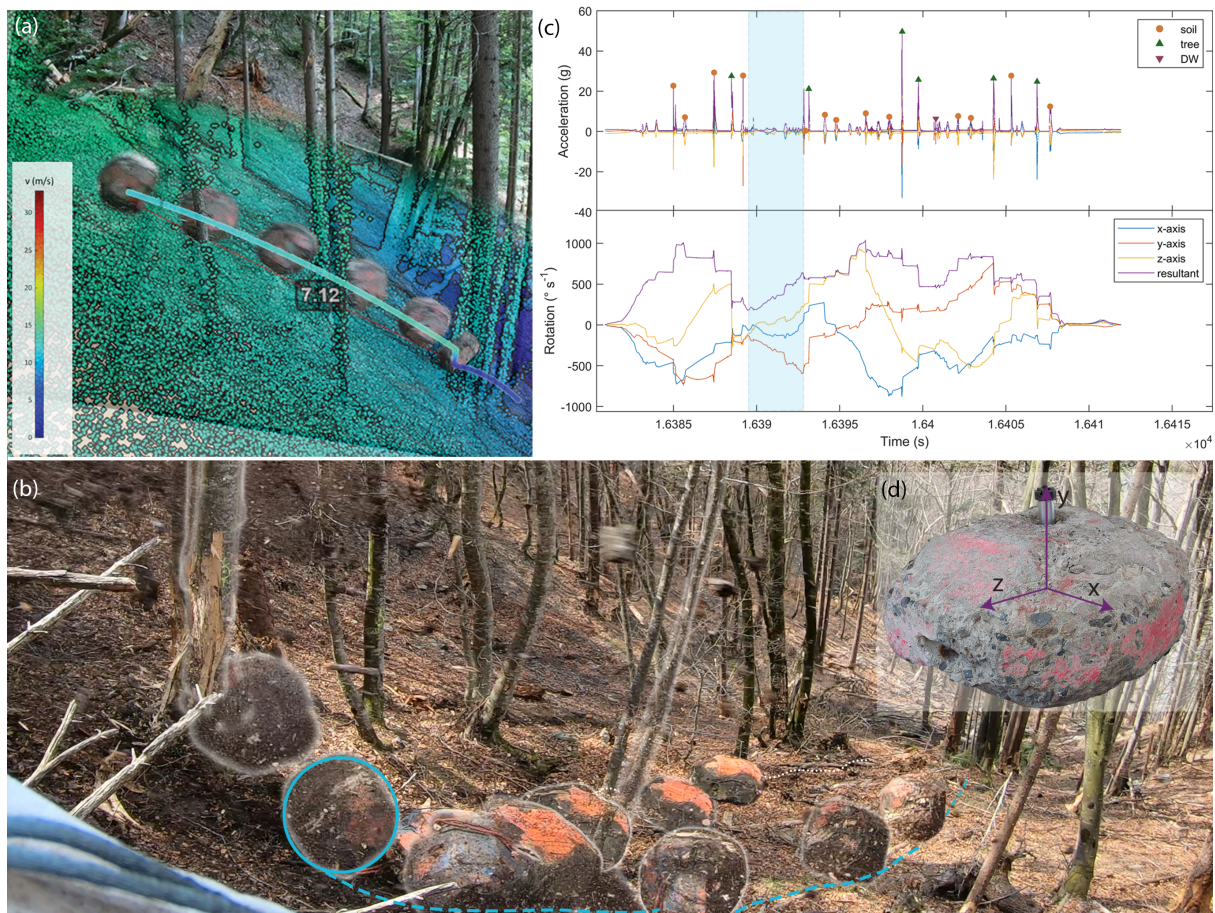 (a)
v (m/s)
30
25
20
15
10
5
0
7.12
(c)
Acceleration (g)
60
40
20
0
-20
-40
soil
tree
DW
Rotation (° s⁻¹)
1000
500
0
-500
-1000
x-axis
y-axis
z-axis
resultant
1.6385 1.639 1.6395 1.64 1.6405 1.641 1.6415
Time (s)
×10⁴
(b)
(d)
y
z x